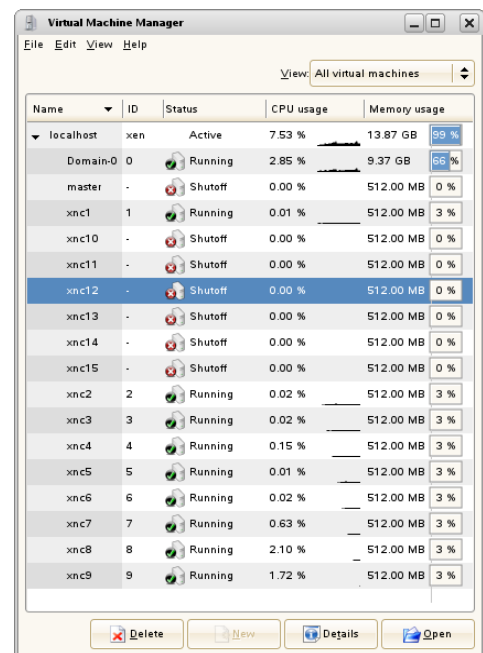 Virtual Machine Manager
File Edit View Help
View: All virtual machines
Name ID Status CPU usage Memory usage
localhost xen Active 7.53 % 13.87 GB 99 %
Domain-0 0 Running 2.85 % 9.37 GB 66 %
master - Shutoff 0.00 % 512.00 MB 0 %
xnc1 1 Running 0.01 % 512.00 MB 3 %
xnc10 - Shutoff 0.00 % 512.00 MB 0 %
xnc11 - Shutoff 0.00 % 512.00 MB 0 %
xnc12 - Shutoff 0.00 % 512.00 MB 0 %
xnc13 - Shutoff 0.00 % 512.00 MB 0 %
xnc14 - Shutoff 0.00 % 512.00 MB 0 %
xnc15 - Shutoff 0.00 % 512.00 MB 0 %
xnc2 2 Running 0.02 % 512.00 MB 3 %
xnc3 3 Running 0.02 % 512.00 MB 3 %
xnc4 4 Running 0.15 % 512.00 MB 3 %
xnc5 5 Running 0.01 % 512.00 MB 3 %
xnc6 6 Running 0.02 % 512.00 MB 3 %
xnc7 7 Running 0.63 % 512.00 MB 3 %
xnc8 8 Running 2.10 % 512.00 MB 3 %
xnc9 9 Running 1.72 % 512.00 MB 3 %
Delete New Details Open